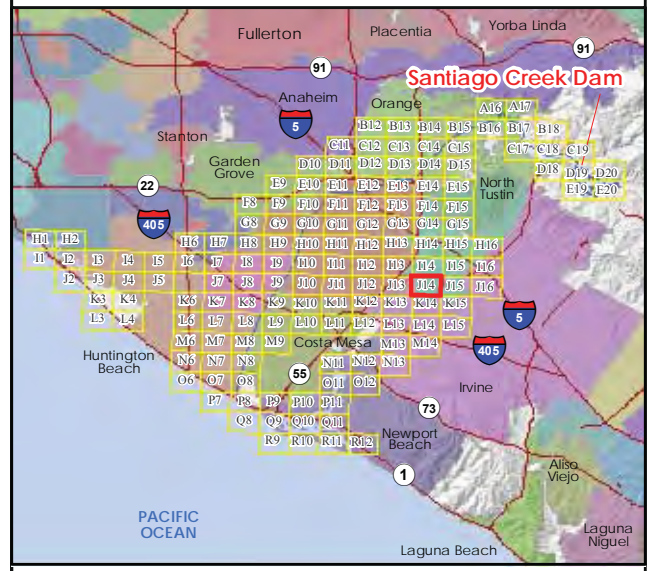 Fullerton
Placentia
Yorba Linda
91
91
Santiago Creek Dam
Anaheim
Orange
A16 A17
5
B12 B13 B14 B15 B16 B17 B18
Stanton
C11 C12 C13 C14 C15 C17 C18 C19
Garden
Grove
D10 D11 D12 D13 D14 D15 D18 D19 D20
22
E9 E10 E11 E12 E13 E14 E15 E19 E20
North
Tustin
F8 F9 F10 F11 F12 F13 F14 F15
405
G8 G9 G10 G11 G12 G13 G14 G15
H1 H2 H6 H7 H8 H9 H10 H11 H12 H13 H14 H15 H16
I1 I2 I3 I4 I5 I6 I7 I8 I9 I10 I11 I12 I13 I14 I15 I16
J2 J3 J4 J5 J7 J8 J9 J10 J11 J12 J13 J14 J15 J16
K3 K4 K6 K7 K8 K9 K10 K11 K12 K13 K14 K15
5
L3 L4 L6 L7 L8 L9 L10 L11 L12 L13 L14 L15
M6 M7 M8 M9 Costa Mesa M13 M14
405
Huntington
Beach
N6 N7 N8 N11 N12 N13
55
O6 O7 O8 O11 O12
Irvine
P7 P8 P9 P10 P11
73
Q8 Q9 Q10 Q11
Newport
Beach
R9 R10 R11 R12
1
Aliso
Viejo
PACIFIC
OCEAN
Laguna
Niguel
Laguna Beach